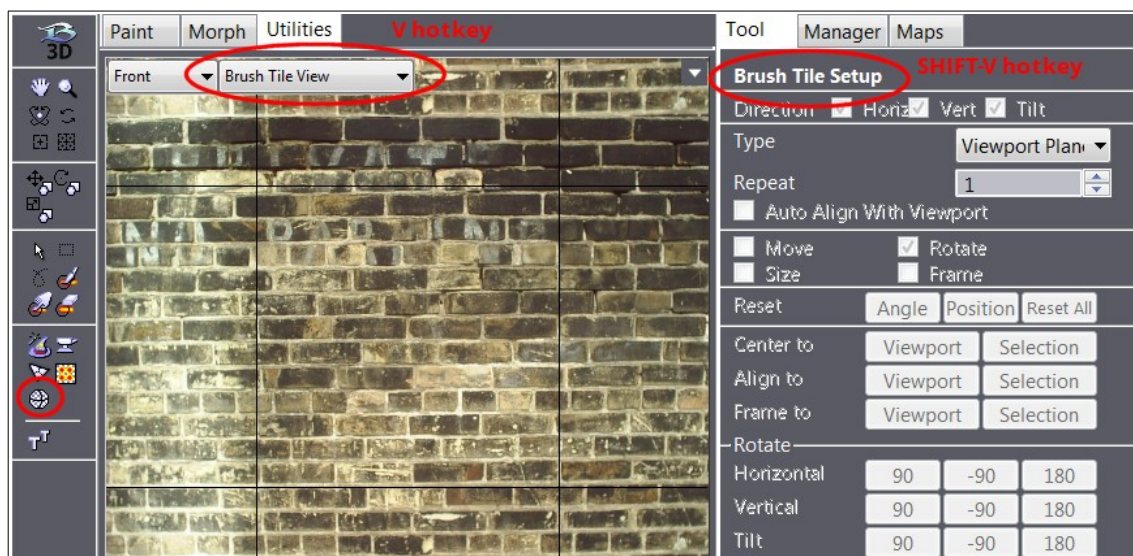 3D
Paint Morph Utilities V hotkey
Front Brush Tile View
Tool Manager Maps
Brush Tile Setup SHIFT-V hotkey
Direction Horiz Vert Tilt
Type Viewport Plan
Repeat 1
Auto Align With Viewport
Move Rotate
Size Frame
Reset Angle Position Reset All
Center to Viewport Selection
Align to Viewport Selection
Frame to Viewport Selection
Rotate
Horizontal 90 -90 180
Vertical 90 -90 180
Tilt 90 -90 180